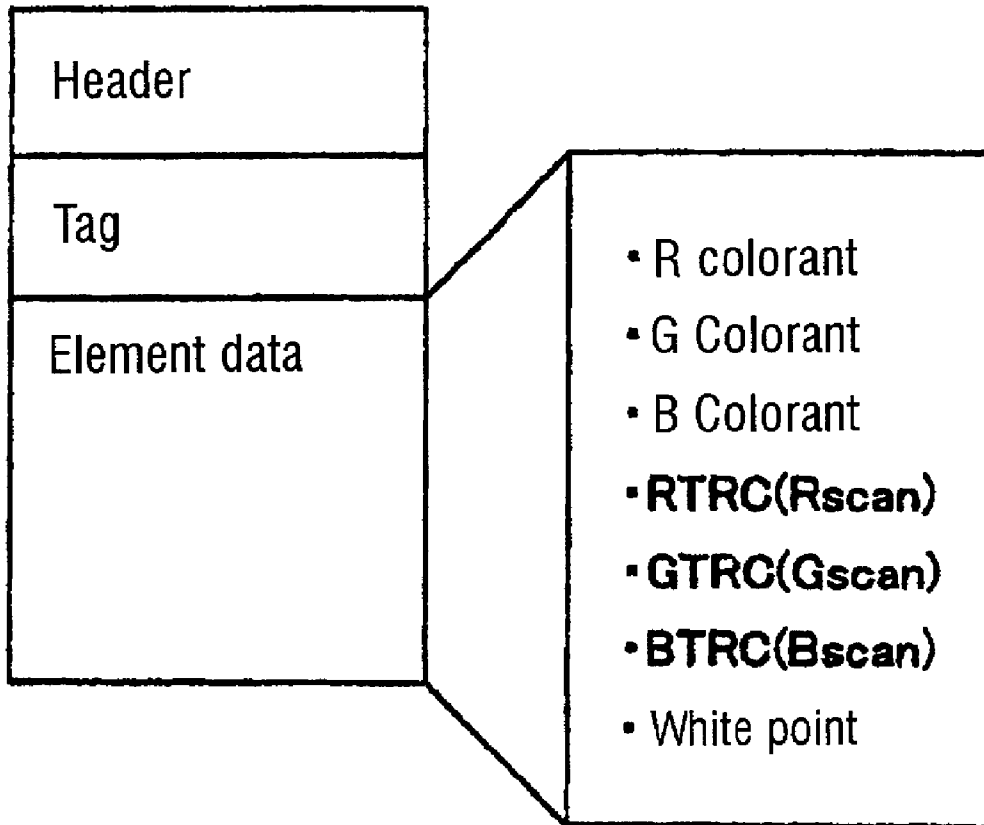 Header
Tag
Element data
▪ R colorant
▪ G Colorant
▪ B Colorant
▪ RTRC(Rscan)
▪ GTRC(Gscan)
▪ BTRC(Bscan)
▪ White point